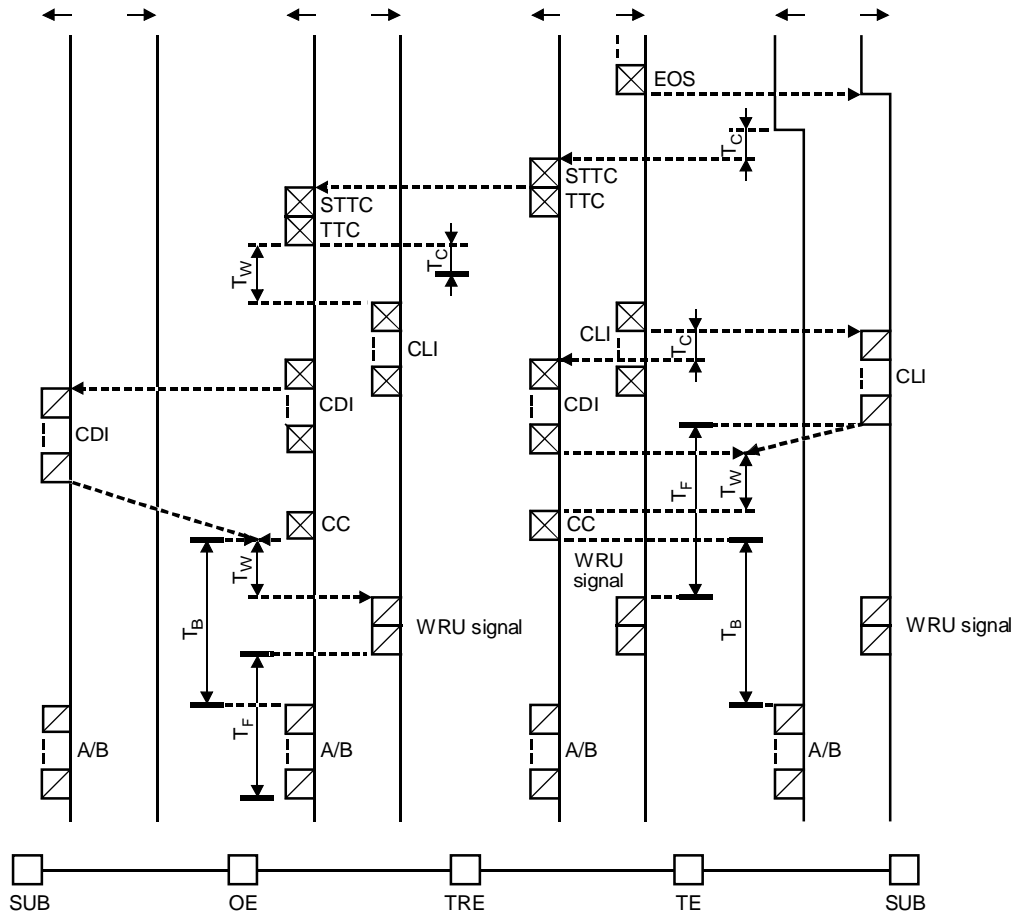 EOS
TC
STTC
TTC
STTC
TTC
TW
TC
CLI
CLI
TC
CLI
CDI
CDI
CDI
TF
TW
CC
CC
WRU
signal
TW
TB
TB
WRU signal
WRU signal
TF
A/B
A/B
A/B
A/B
SUB
OE
TRE
TE
SUB